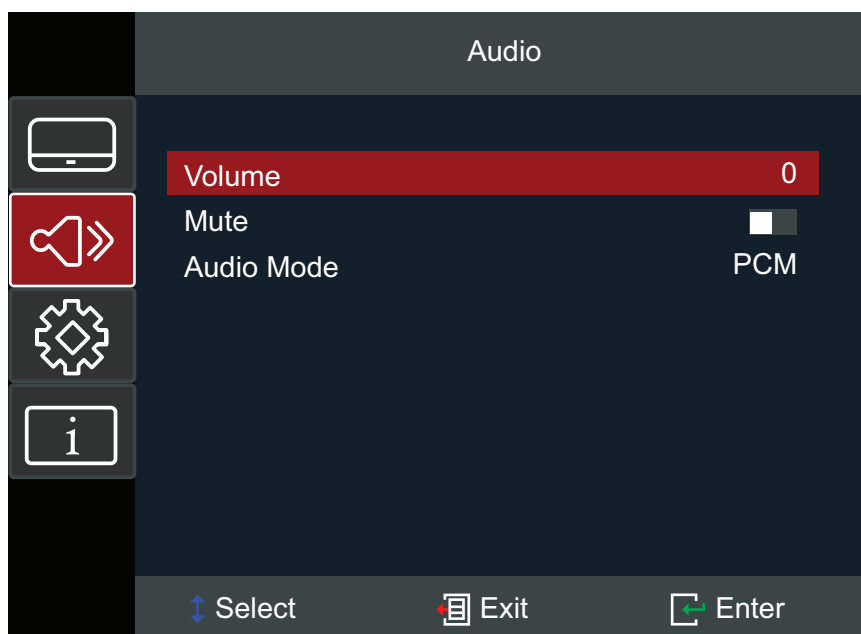 Audio
Volume 0
Mute
Audio Mode PCM
i
Select Exit Enter